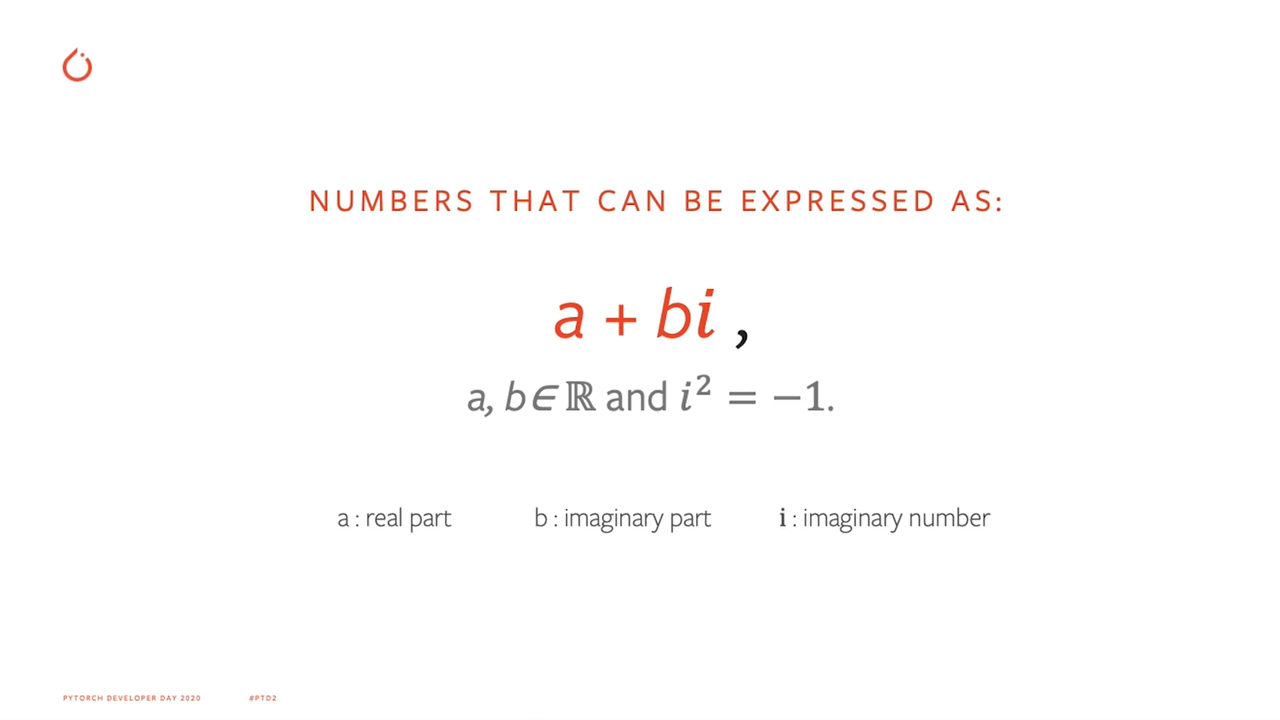 NUMBERS THAT CAN BE EXPRESSED AS:
a + bi ,
a, b∈ℝ and i² = −1.
a : real part b : imaginary part i : imaginary number
PYTORCH DEVELOPER DAY 2020 #PTD2